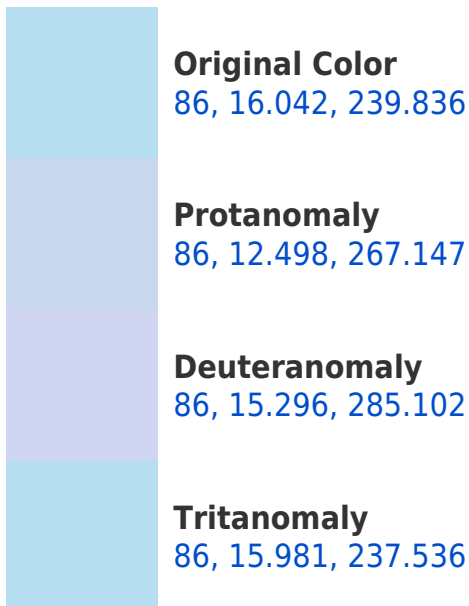 Original Color
86, 16.042, 239.836
Protanomaly
86, 12.498, 267.147
Deuteranomaly
86, 15.296, 285.102
Tritanomaly
86, 15.981, 237.536